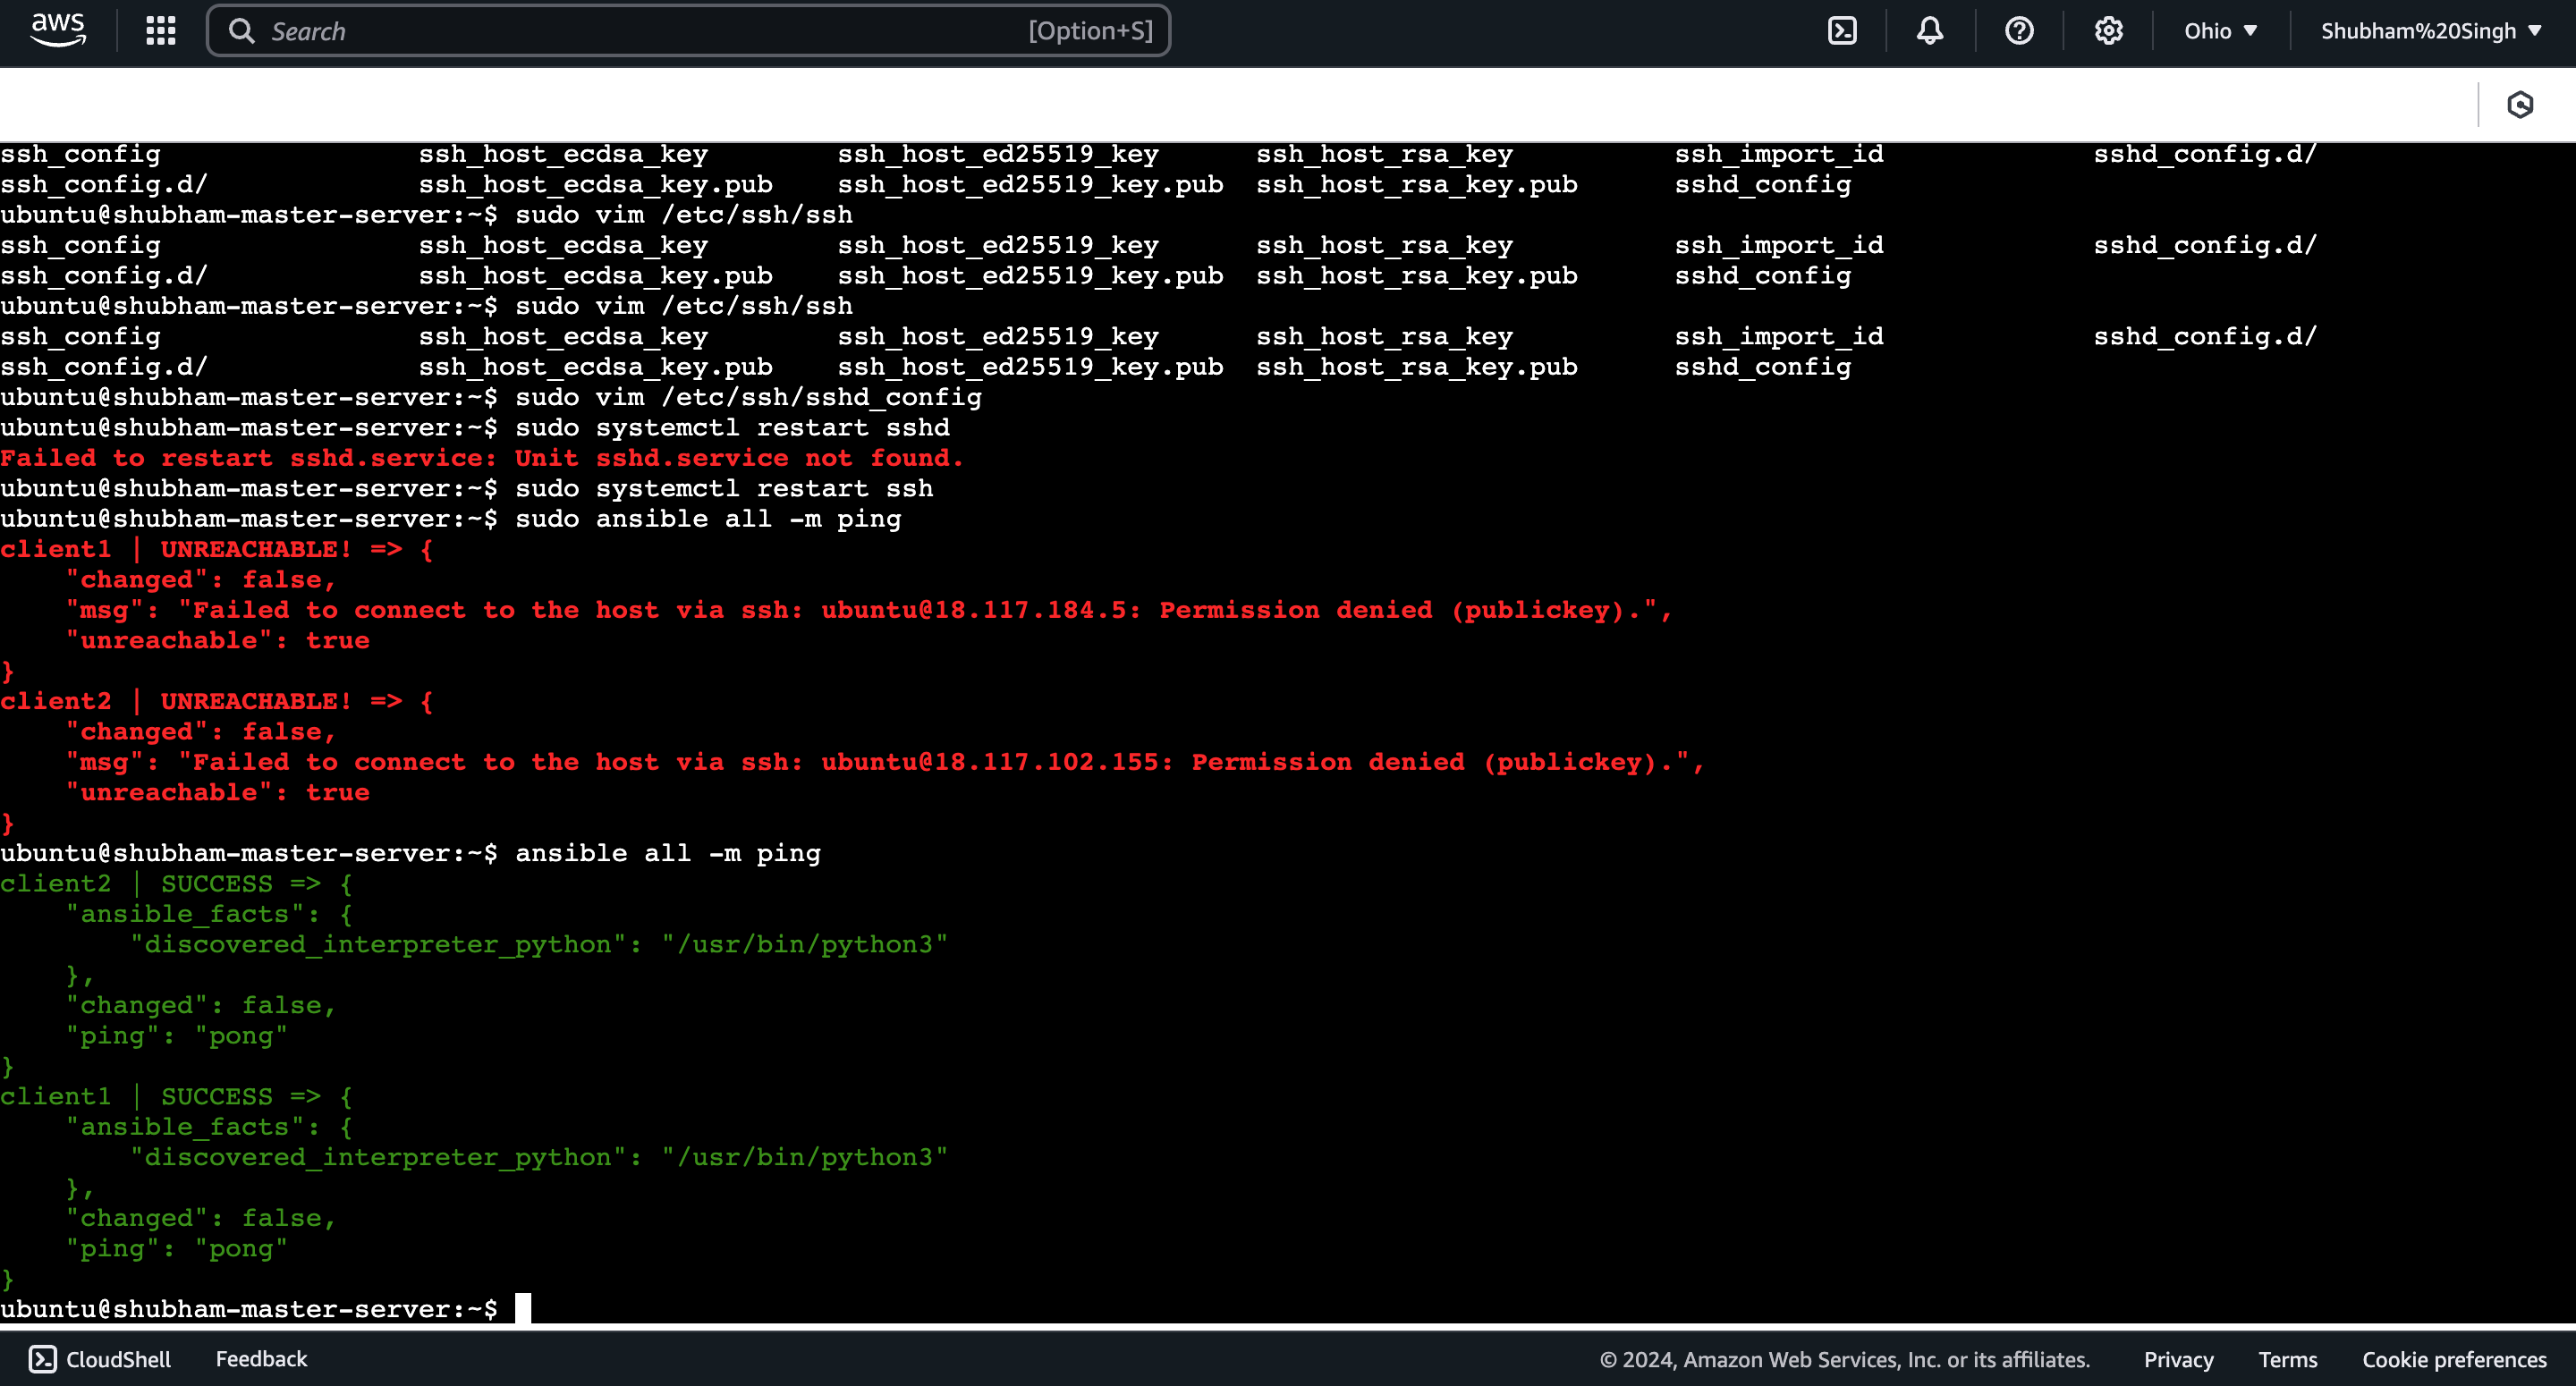 aws Search [Option+S] Ohio Shubham%20Singh
ssh_config ssh_host_ecdsa_key ssh_host_ed25519_key ssh_host_rsa_key ssh_import_id sshd_config.d/
ssh_config.d/ ssh_host_ecdsa_key.pub ssh_host_ed25519_key.pub ssh_host_rsa_key.pub sshd_config
ubuntu@shubham-master-server:~$ sudo vim /etc/ssh/ssh
ssh_config ssh_host_ecdsa_key ssh_host_ed25519_key ssh_host_rsa_key ssh_import_id sshd_config.d/
ssh_config.d/ ssh_host_ecdsa_key.pub ssh_host_ed25519_key.pub ssh_host_rsa_key.pub sshd_config
ubuntu@shubham-master-server:~$ sudo vim /etc/ssh/ssh
ssh_config ssh_host_ecdsa_key ssh_host_ed25519_key ssh_host_rsa_key ssh_import_id sshd_config.d/
ssh_config.d/ ssh_host_ecdsa_key.pub ssh_host_ed25519_key.pub ssh_host_rsa_key.pub sshd_config
ubuntu@shubham-master-server:~$ sudo vim /etc/ssh/sshd_config
ubuntu@shubham-master-server:~$ sudo systemctl restart sshd
Failed to restart sshd.service: Unit sshd.service not found.
ubuntu@shubham-master-server:~$ sudo systemctl restart ssh
ubuntu@shubham-master-server:~$ sudo ansible all -m ping
client1 | UNREACHABLE! => {
    "changed": false,
    "msg": "Failed to connect to the host via ssh: ubuntu@18.117.184.5: Permission denied (publickey).",
    "unreachable": true
}
client2 | UNREACHABLE! => {
    "changed": false,
    "msg": "Failed to connect to the host via ssh: ubuntu@18.117.102.155: Permission denied (publickey).",
    "unreachable": true
}
ubuntu@shubham-master-server:~$ ansible all -m ping
client2 | SUCCESS => {
    "ansible_facts": {
        "discovered_interpreter_python": "/usr/bin/python3"
    },
    "changed": false,
    "ping": "pong"
}
client1 | SUCCESS => {
    "ansible_facts": {
        "discovered_interpreter_python": "/usr/bin/python3"
    },
    "changed": false,
    "ping": "pong"
}
ubuntu@shubham-master-server:~$
CloudShell Feedback © 2024, Amazon Web Services, Inc. or its affiliates. Privacy Terms Cookie preferences